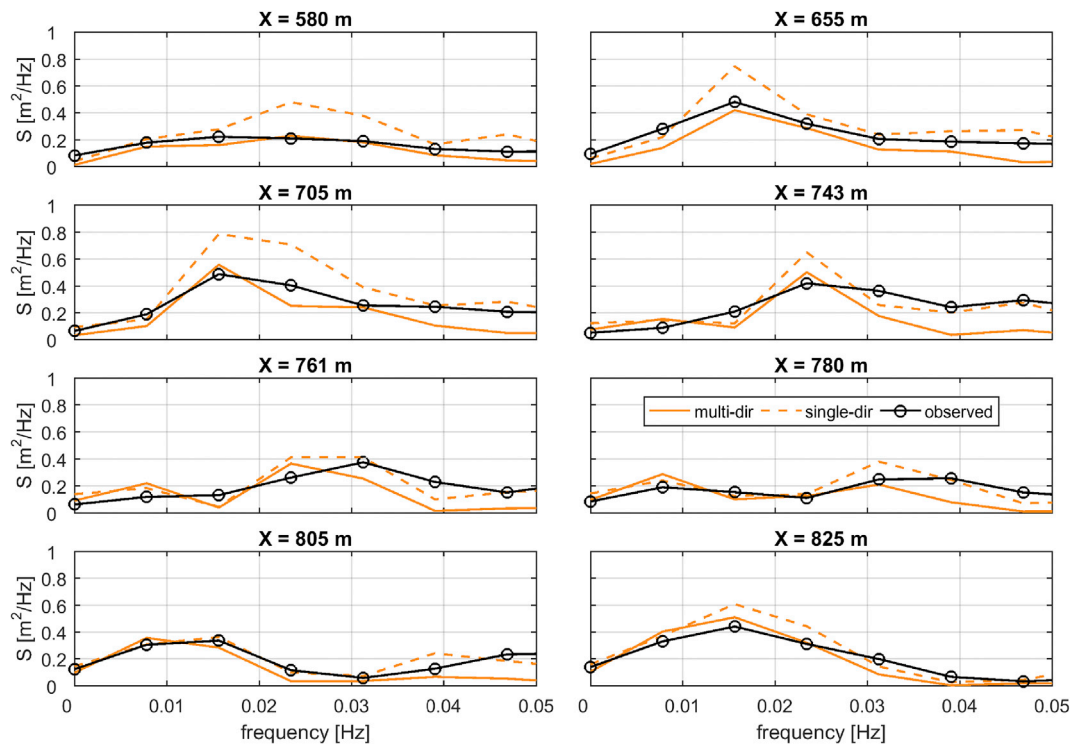 X = 580 m
X = 655 m
S [m²/Hz]
1
0.8
0.6
0.4
0.2
0
X = 705 m
X = 743 m
S [m²/Hz]
1
0.8
0.6
0.4
0.2
0
X = 761 m
X = 780 m
S [m²/Hz]
1
0.8
0.6
0.4
0.2
0
multi-dir single-dir observed
X = 805 m
X = 825 m
S [m²/Hz]
1
0.8
0.6
0.4
0.2
0
0 0.01 0.02 0.03 0.04 0.05
0 0.01 0.02 0.03 0.04 0.05
frequency [Hz]
frequency [Hz]